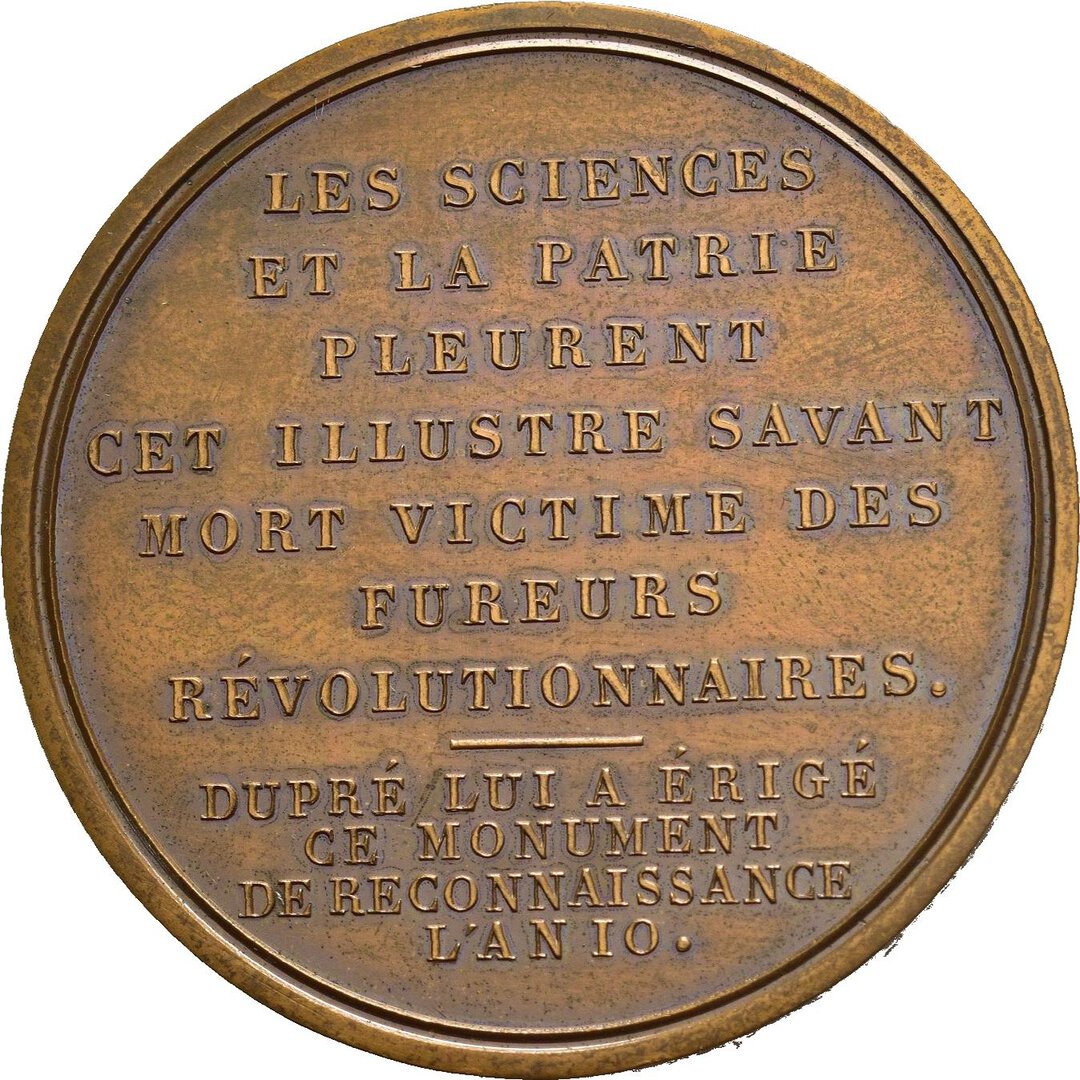 LES SCIENCES
ET LA PATRIE
PLEURENT
CET ILLUSTRE SAVANT
MORT VICTIME DES
FUREURS
RÉVOLUTIONNAIRES.
DUPRÉ LUI A ÉRIGÉ
CE MONUMENT
DE RECONNAISSANCE
L'AN 10.